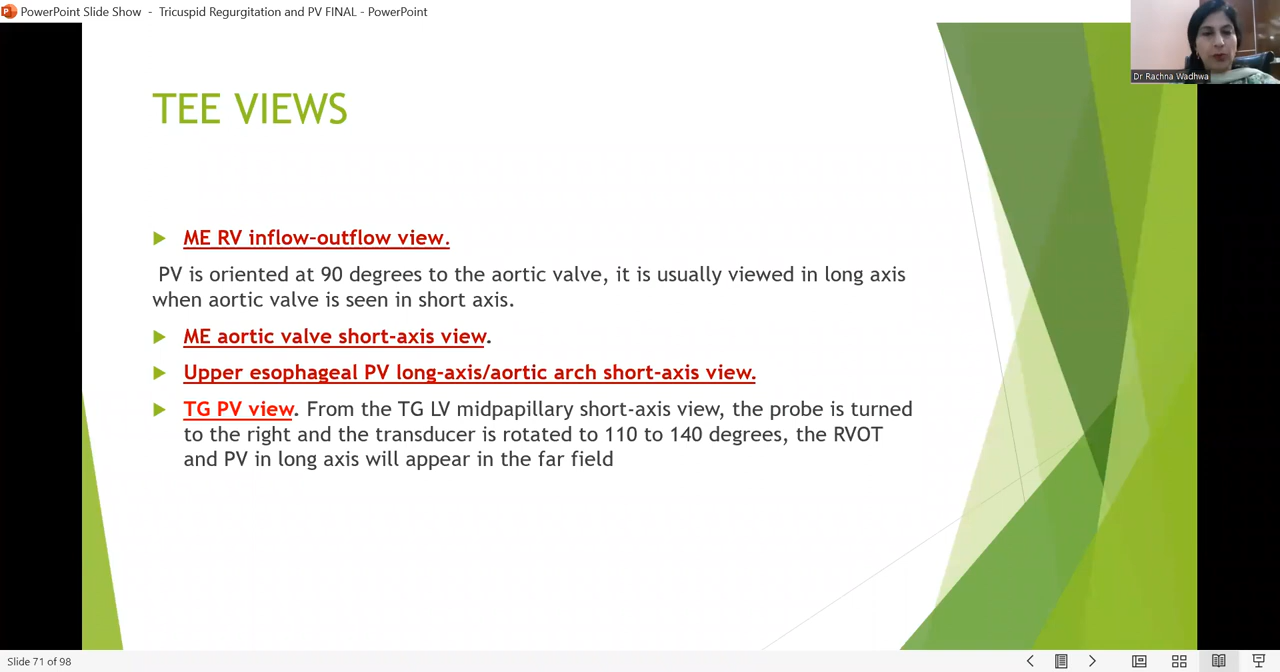 PowerPoint Slide Show - Tricuspid Regurgitation and PV FINAL - PowerPoint
Dr Rachna Wadhwa
TEE VIEWS
ME RV inflow-outflow view.
PV is oriented at 90 degrees to the aortic valve, it is usually viewed in long axis
when aortic valve is seen in short axis.
ME aortic valve short-axis view.
Upper esophageal PV long-axis/aortic arch short-axis view.
TG PV view. From the TG LV midpapillary short-axis view, the probe is turned
to the right and the transducer is rotated to 110 to 140 degrees, the RVOT
and PV in long axis will appear in the far field
Slide 71 of 98